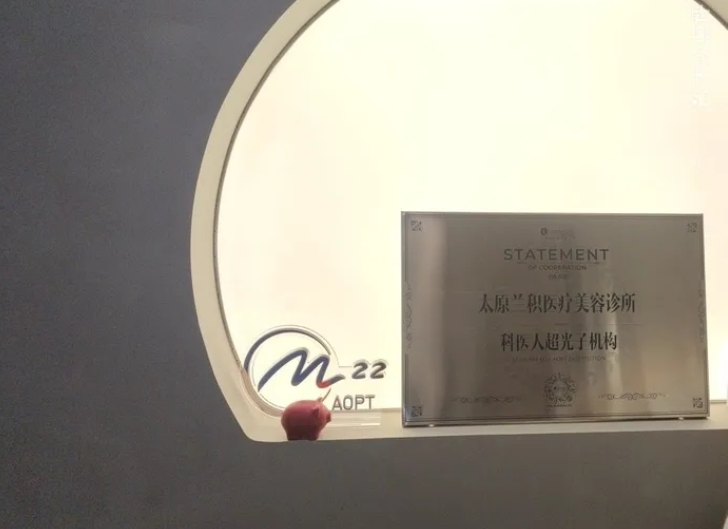 STATEMENT
OF COOPERATION
太原兰积医疗美容诊所
科医人超光子机构
M22
AOPT